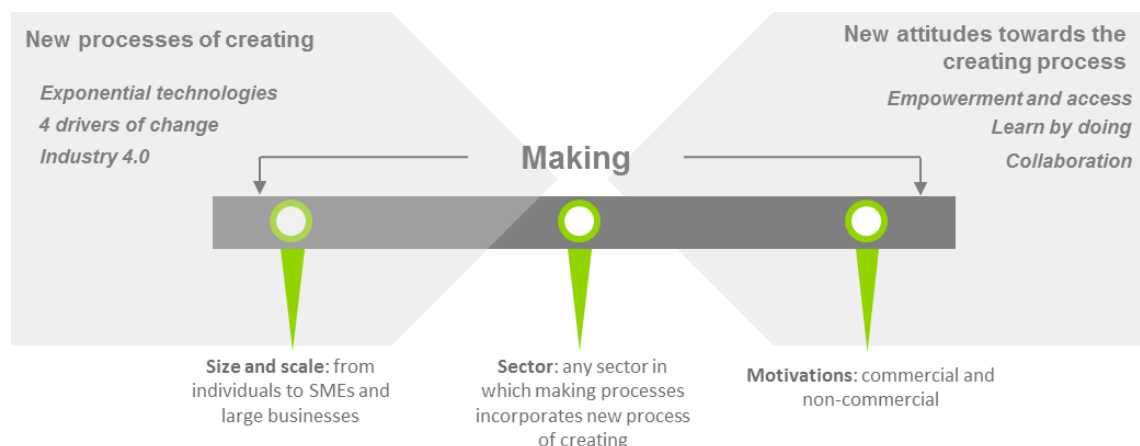 New processes of creating
Exponential technologies
4 drivers of change
Industry 4.0
New attitudes towards the
creating process
Empowerment and access
Learn by doing
Collaboration
Making
Size and scale: from
individuals to SMEs and
large businesses
Sector: any sector in
which making processes
incorporates new process
of creating
Motivations: commercial and
non-commercial